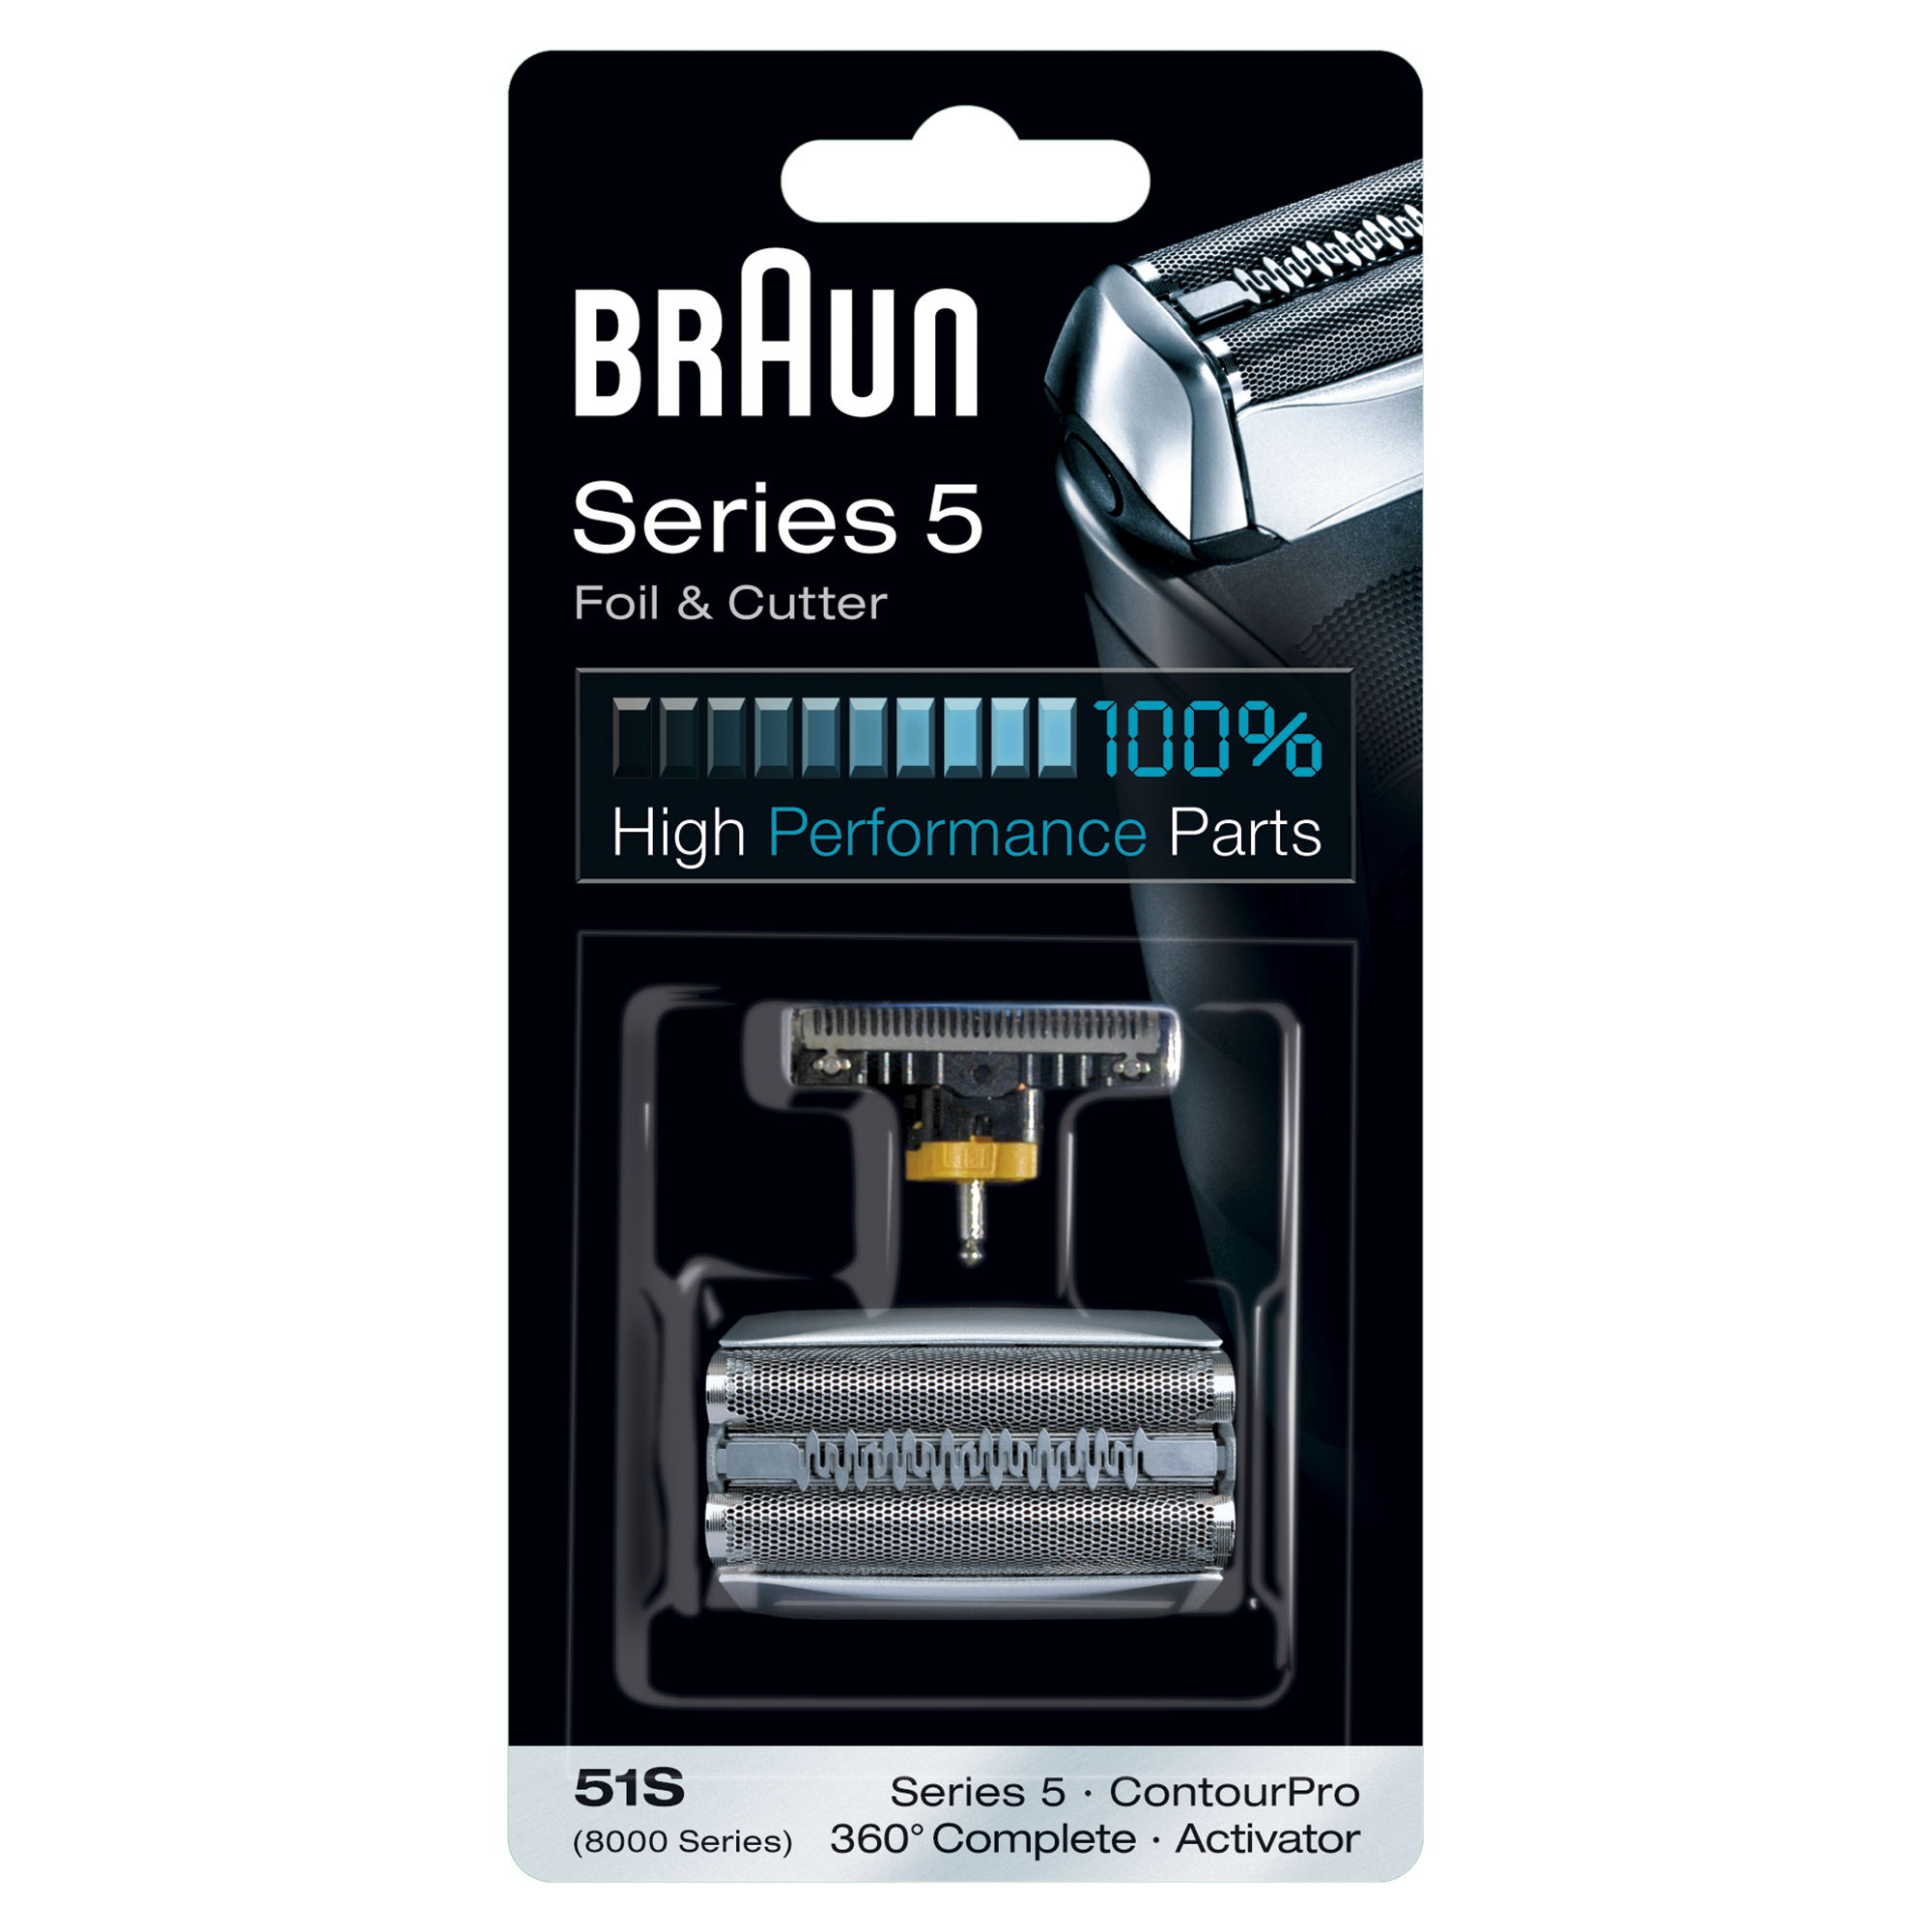 BRAUN
Series 5
Foil & Cutter
100%
High Performance Parts
51S
(8000 Series)
Series 5 · ContourPro
360° Complete · Activator